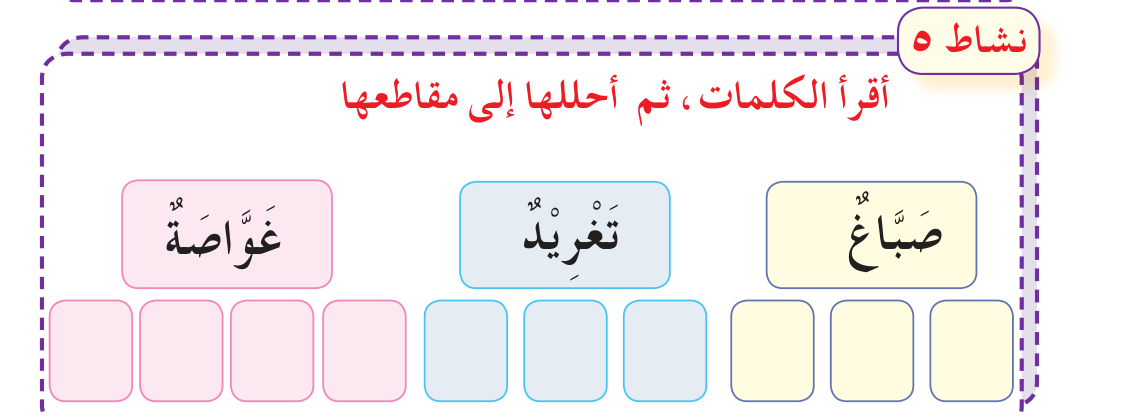 نشاط ٥
أقرأ الكلمات، ثم أحللها إلى مقاطعها
صَبَّاغٌ تَغْرِيْدٌ غَوَّاصَةٌ